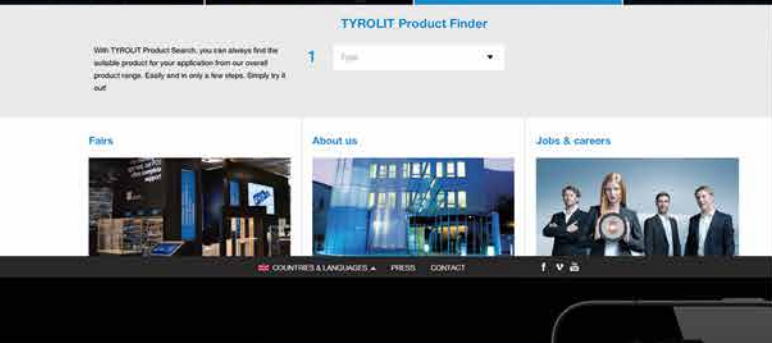 TYROLIT Product Finder
With TYROLIT Product Search, you can always find the
suitable product for your application from our overall
product range. Easily and in only a few steps. Simply try it
out!
1
Type
Fairs
About us
Jobs & careers
support
COUNTRIES & LANGUAGES
PRESS
CONTACT